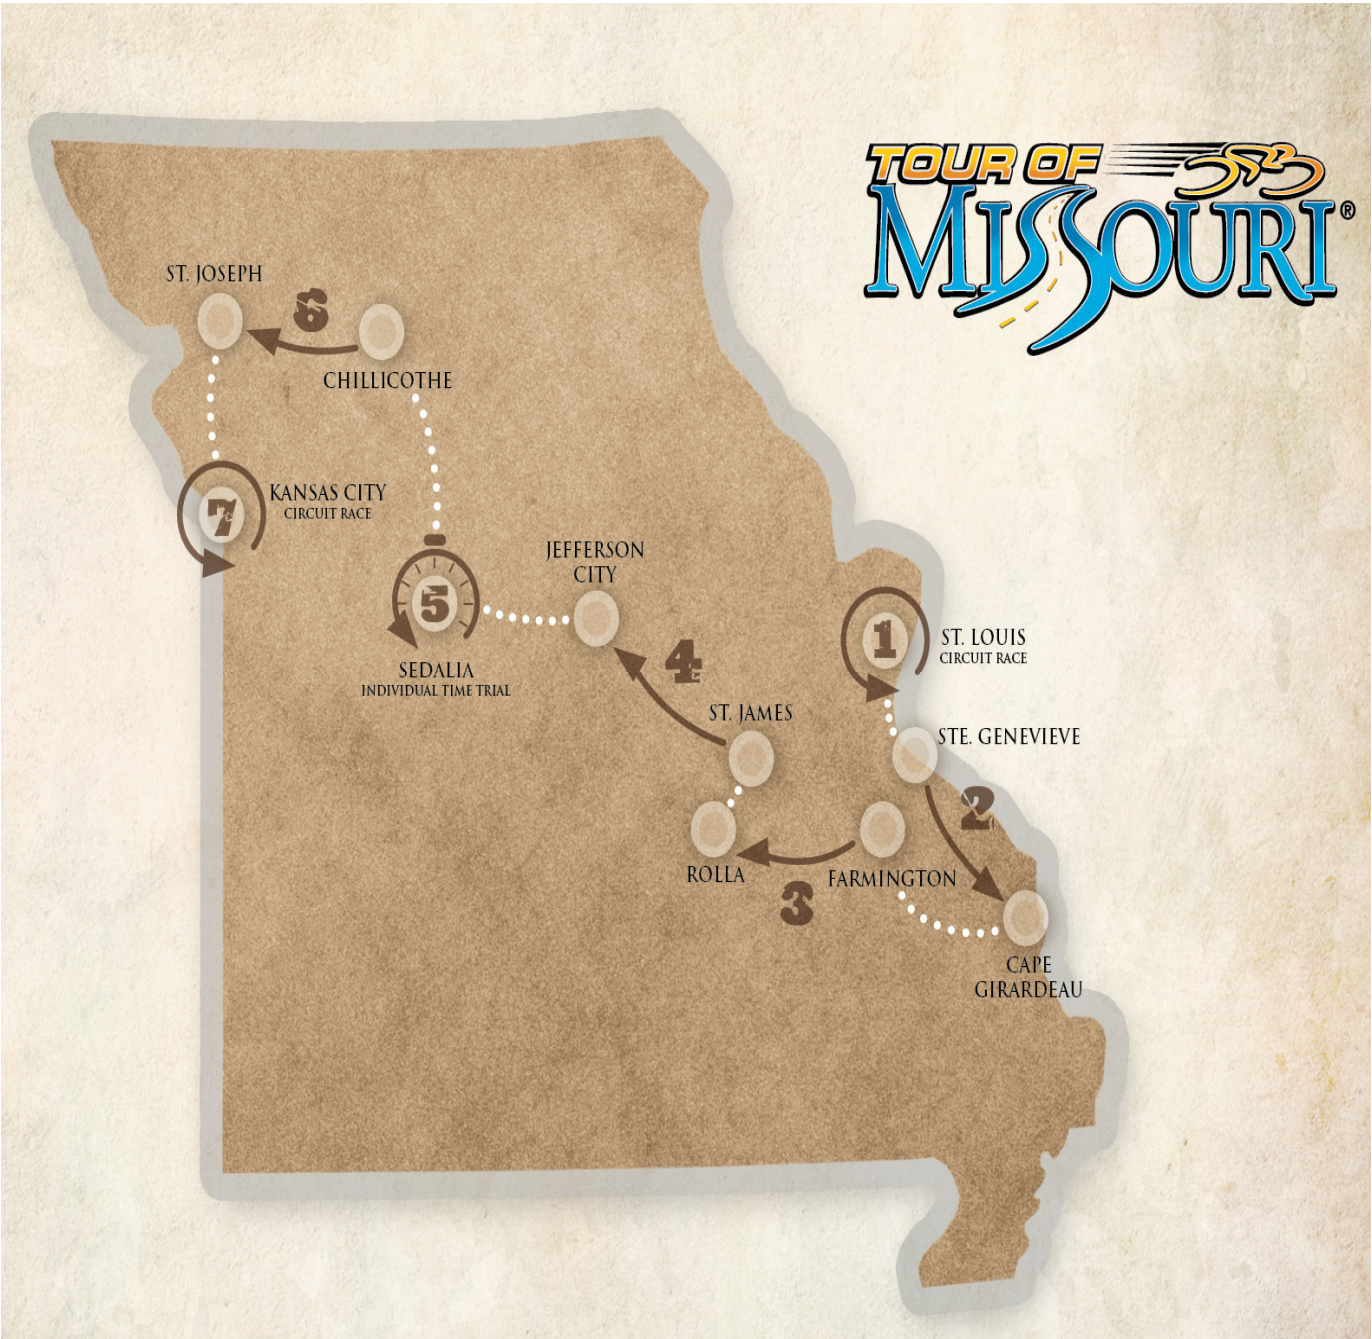 TOUR OF
MISSOURI®
ST. JOSEPH
6
CHILLICOTHE
KANSAS CITY
CIRCUIT RACE
7
JEFFERSON
CITY
5
SEDALIA
INDIVIDUAL TIME TRIAL
1
ST. LOUIS
CIRCUIT RACE
4
ST. JAMES
STE. GENEVIEVE
2
ROLLA
FARMINGTON
3
CAPE
GIRARDEAU